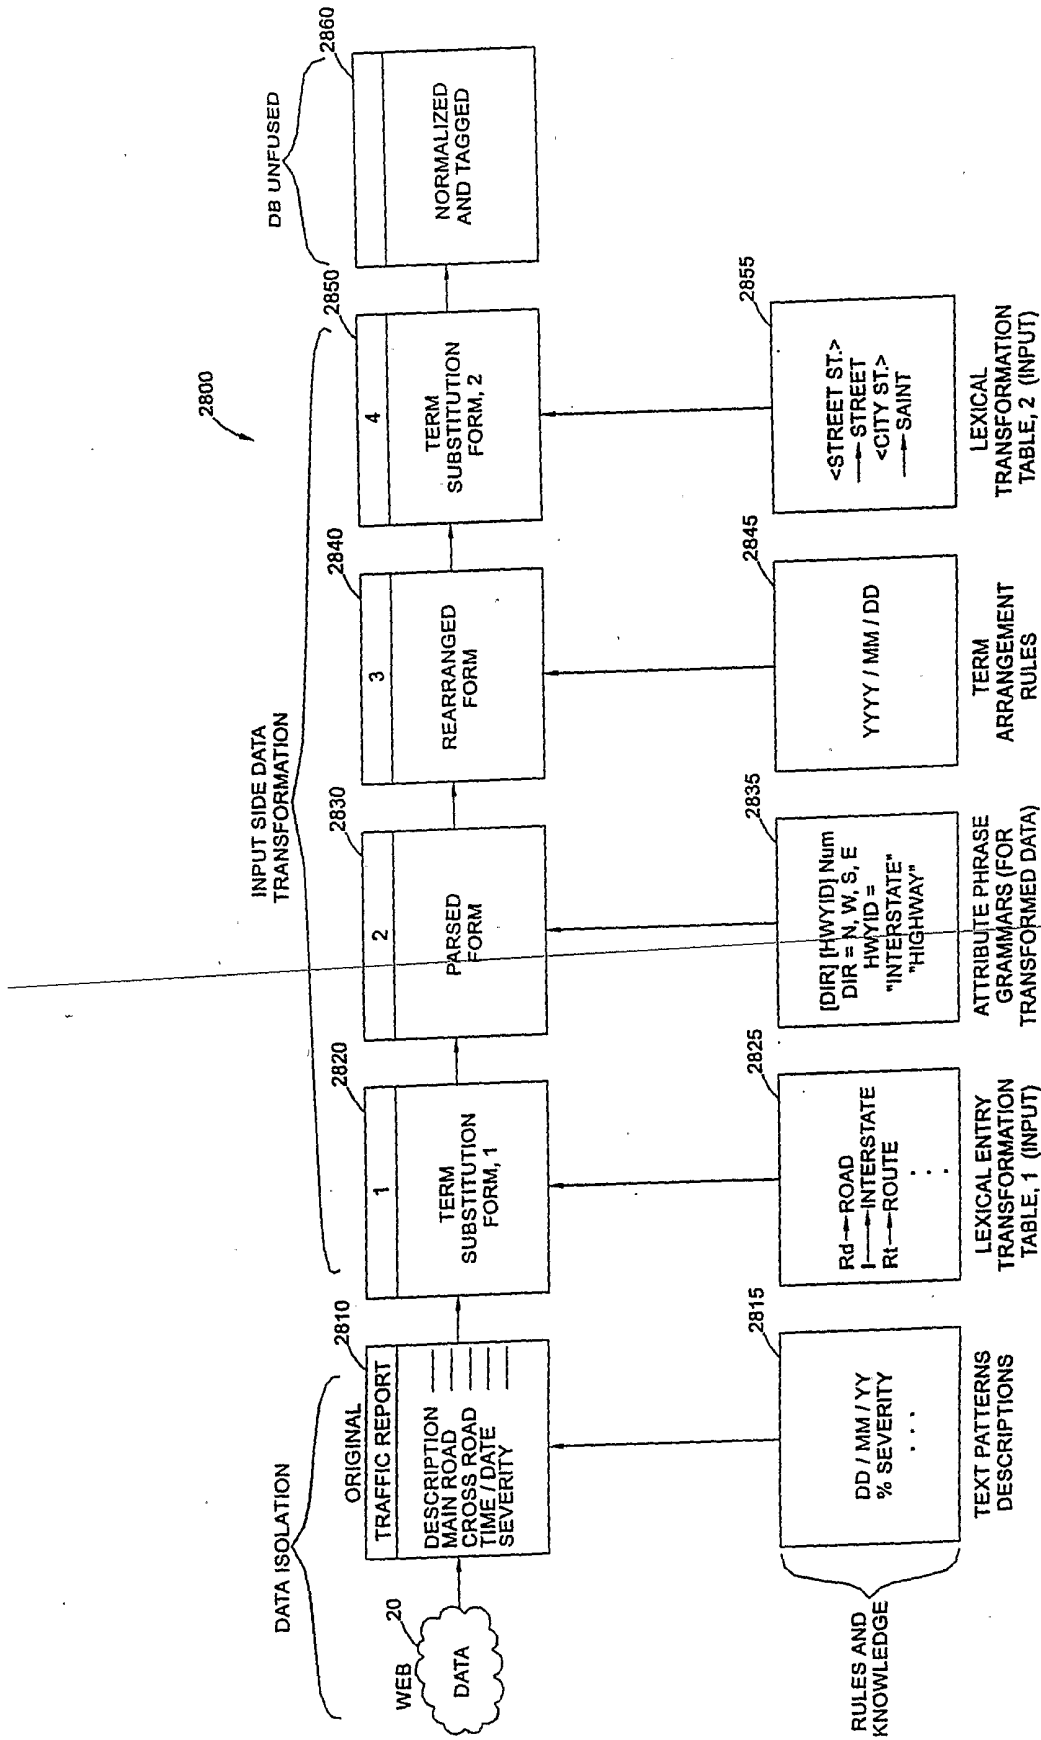 2800
DATA ISOLATION
INPUT SIDE DATA
TRANSFORMATION
DB UNFUSED
WEB
20
DATA
ORIGINAL
2810
TRAFFIC REPORT
DESCRIPTION
MAIN ROAD
CROSS ROAD
TIME / DATE
SEVERITY
2820
1
TERM
SUBSTITUTION
FORM, 1
2830
2
PARSED
FORM
2840
3
REARRANGED
FORM
2850
4
TERM
SUBSTITUTION
FORM, 2
2860
NORMALIZED
AND TAGGED
RULES AND
KNOWLEDGE
2815
DD / MM / YY
% SEVERITY
. . .
TEXT PATTERNS
DESCRIPTIONS
2825
Rd→ROAD
I→INTERSTATE
Rt→ROUTE
. . .
LEXICAL ENTRY
TRANSFORMATION
TABLE, 1 (INPUT)
2835
[DIR] [HWYID] Num
DIR = N, W, S, E
HWYID =
"INTERSTATE"
"HIGHWAY"
ATTRIBUTE PHRASE
GRAMMARS (FOR
TRANSFORMED DATA)
2845
YYYY / MM / DD
TERM
ARRANGEMENT
RULES
2855
<STREET ST.>
→ STREET
<CITY ST.>
→ SAINT
LEXICAL
TRANSFORMATION
TABLE, 2 (INPUT)